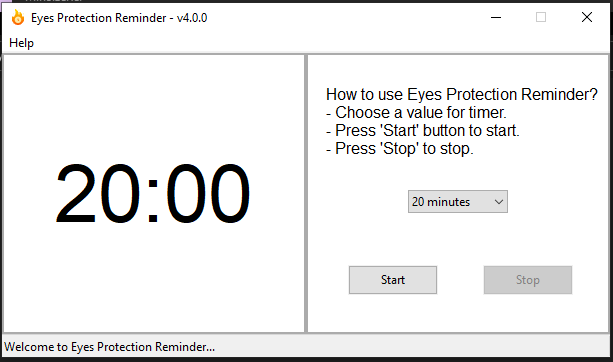 Eyes Protection Reminder - v4.0.0
Help
20:00
How to use Eyes Protection Reminder?
- Choose a value for timer.
- Press 'Start' button to start.
- Press 'Stop' to stop.
20 minutes
Start
Stop
Welcome to Eyes Protection Reminder...